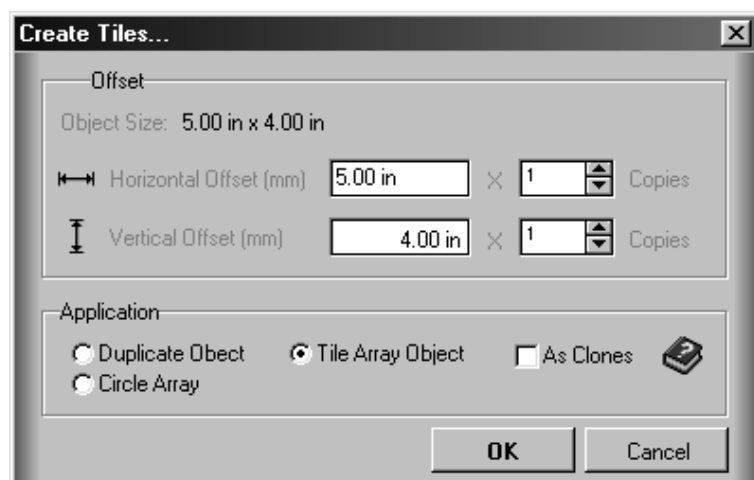 Create Tiles...
Offset
Object Size: 5.00 in x 4.00 in
Horizontal Offset (mm) 5.00 in X 1 Copies
Vertical Offset (mm) 4.00 in X 1 Copies
Application
Duplicate Obect Tile Array Object As Clones
Circle Array
OK Cancel